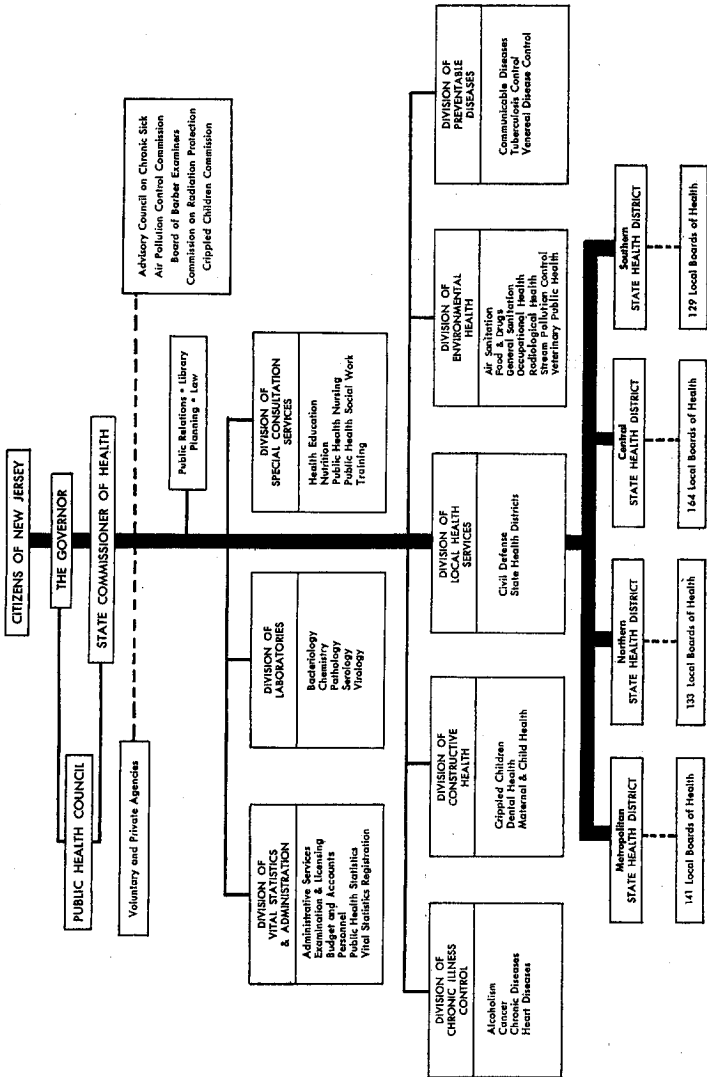 CITIZENS OF NEW JERSEY
THE GOVERNOR
PUBLIC HEALTH COUNCIL
STATE COMMISSIONER OF HEALTH
Voluntary and Private Agencies
Advisory Council on Chronic Sick
Air Pollution Control Commission
Board of Barber Examiners
Commission on Radiation Protection
Crippled Children Commission
Public Relations • Library
Planning • Law
DIVISION OF
VITAL STATISTICS
& ADMINISTRATION
Administrative Services
Examination & Licensing
Budget and Accounts
Personnel
Public Health Statistics
Vital Statistics Registration
DIVISION OF
LABORATORIES
Bacteriology
Chemistry
Pathology
Serology
Virology
DIVISION OF
SPECIAL CONSULTATION
SERVICES
Health Education
Nutrition
Public Health Nursing
Public Health Social Work
Training
DIVISION OF
CHRONIC ILLNESS
CONTROL
Alcoholism
Cancer
Chronic Diseases
Heart Diseases
DIVISION OF
CONSTRUCTIVE
HEALTH
Crippled Children
Dental Health
Maternal & Child Health
DIVISION OF
LOCAL HEALTH
SERVICES
Civil Defense
State Health Districts
DIVISION OF
ENVIRONMENTAL
HEALTH
Air Sanitation
Food & Drugs
General Sanitation
Occupational Health
Radiological Health
Stream Pollution Control
Veterinary Public Health
DIVISION OF
PREVENTABLE
DISEASES
Communicable Diseases
Tuberculosis Control
Venereal Disease Control
Metropolitan
STATE HEALTH DISTRICT
Northern
STATE HEALTH DISTRICT
Central
STATE HEALTH DISTRICT
Southern
STATE HEALTH DISTRICT
141 Local Boards of Health
133 Local Boards of Health
164 Local Boards of Health
129 Local Boards of Health